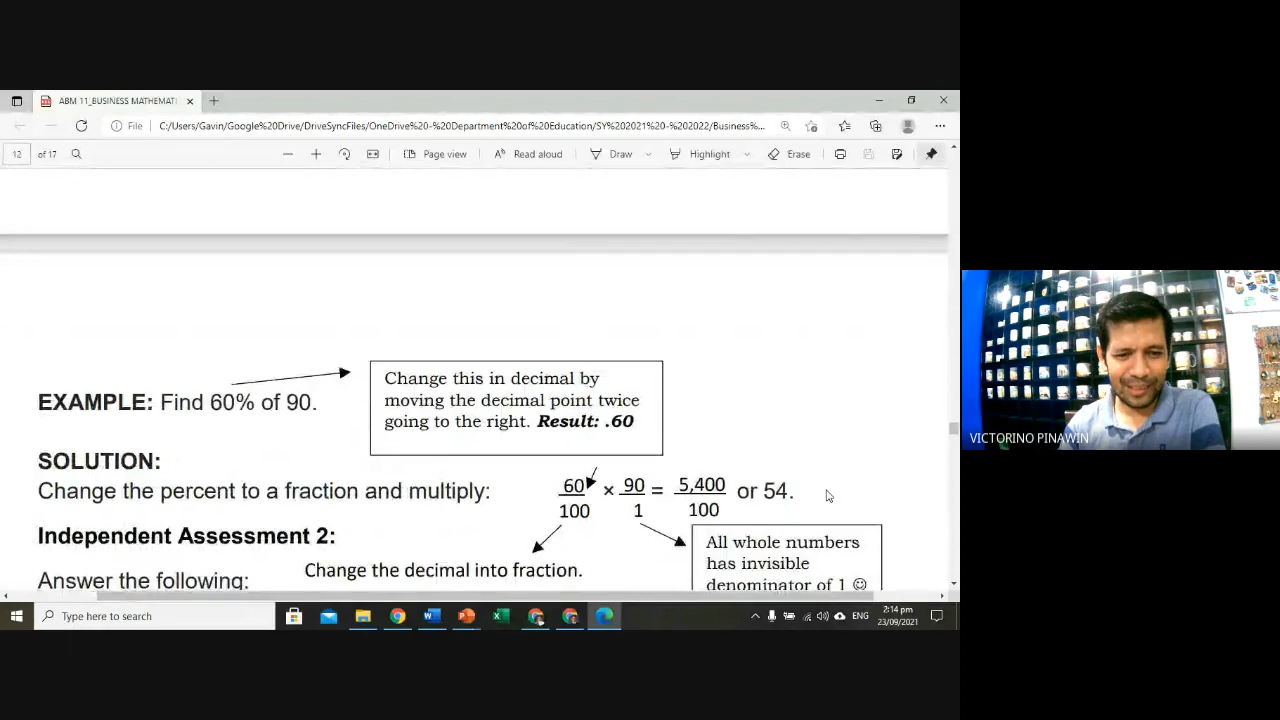 ABM 11_BUSINESS MATHEMATI
File
C:/Users/Gavin/Google%20Drive/DriveSyncFiles/OneDrive%20-%20Department%20of%20Education/SY%202021%20-%202022/Business%...
12 of 17
Page view
Read aloud
Draw
Highlight
Erase
Change this in decimal by
moving the decimal point twice
going to the right. Result: .60
EXAMPLE: Find 60% of 90.
SOLUTION:
Change the percent to a fraction and multiply: 60/100 × 90/1 = 5,400/100 or 54.
Independent Assessment 2:
All whole numbers
has invisible
denominator of 1 ☺
Change the decimal into fraction.
Answer the following:
VICTORINO PINAWIN
Type here to search
ENG
2:14 pm
23/09/2021